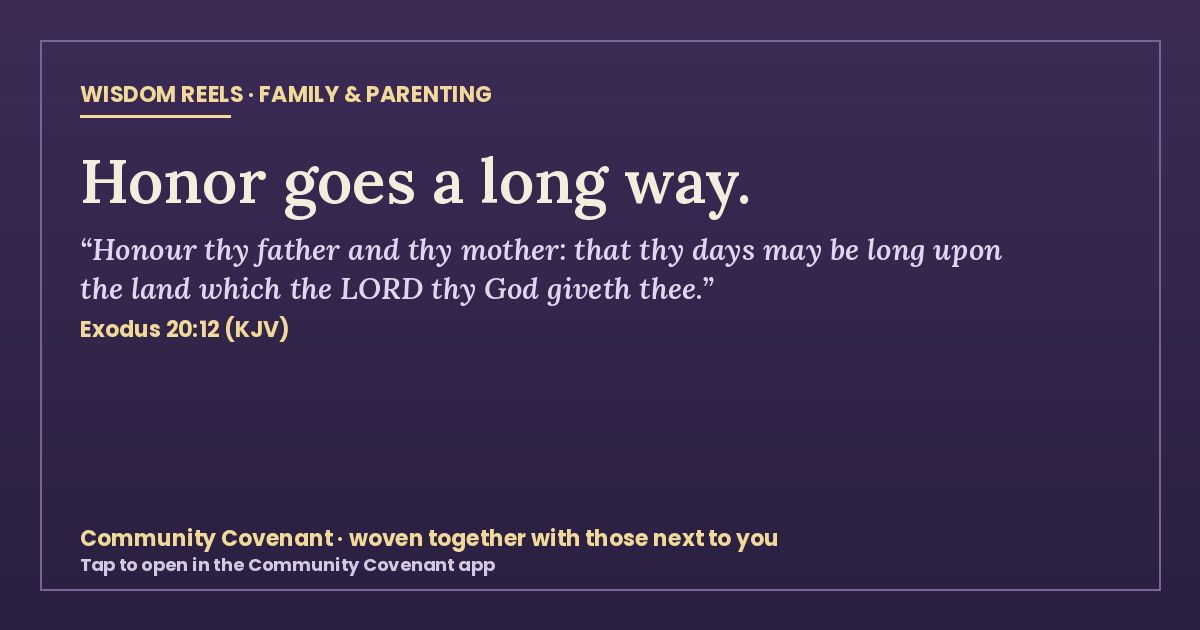 WISDOM REELS · FAMILY & PARENTING
Honor goes a long way.
“Honour thy father and thy mother: that thy days may be long upon
the land which the LORD thy God giveth thee.”
Exodus 20:12 (KJV)
Community Covenant · woven together with those next to you
Tap to open in the Community Covenant app